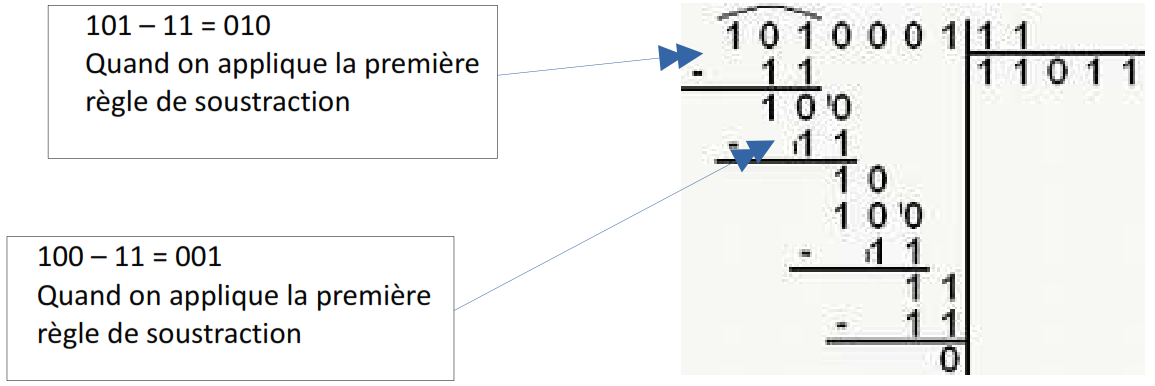 101 – 11 = 010
Quand on applique la première
règle de soustraction
100 – 11 = 001
Quand on applique la première
règle de soustraction
1 0 1 0 0 0 1 1 1
- 1 1 1 1 0 1 1
1 0 '0
- 1 1
1 0
1 0 '0
- 1 1
1 1
- 1 1
0